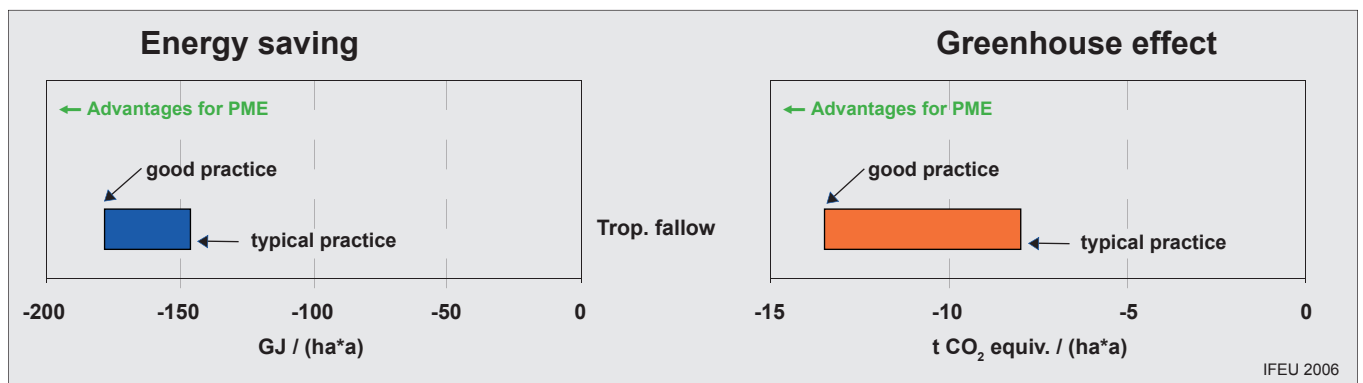 Energy saving
Greenhouse effect
← Advantages for PME
← Advantages for PME
good practice
good practice
typical practice
Trop. fallow
typical practice
-200 -150 -100 -50 0
-15 -10 -5 0
GJ / (ha*a)
t CO₂ equiv. / (ha*a)
IFEU 2006